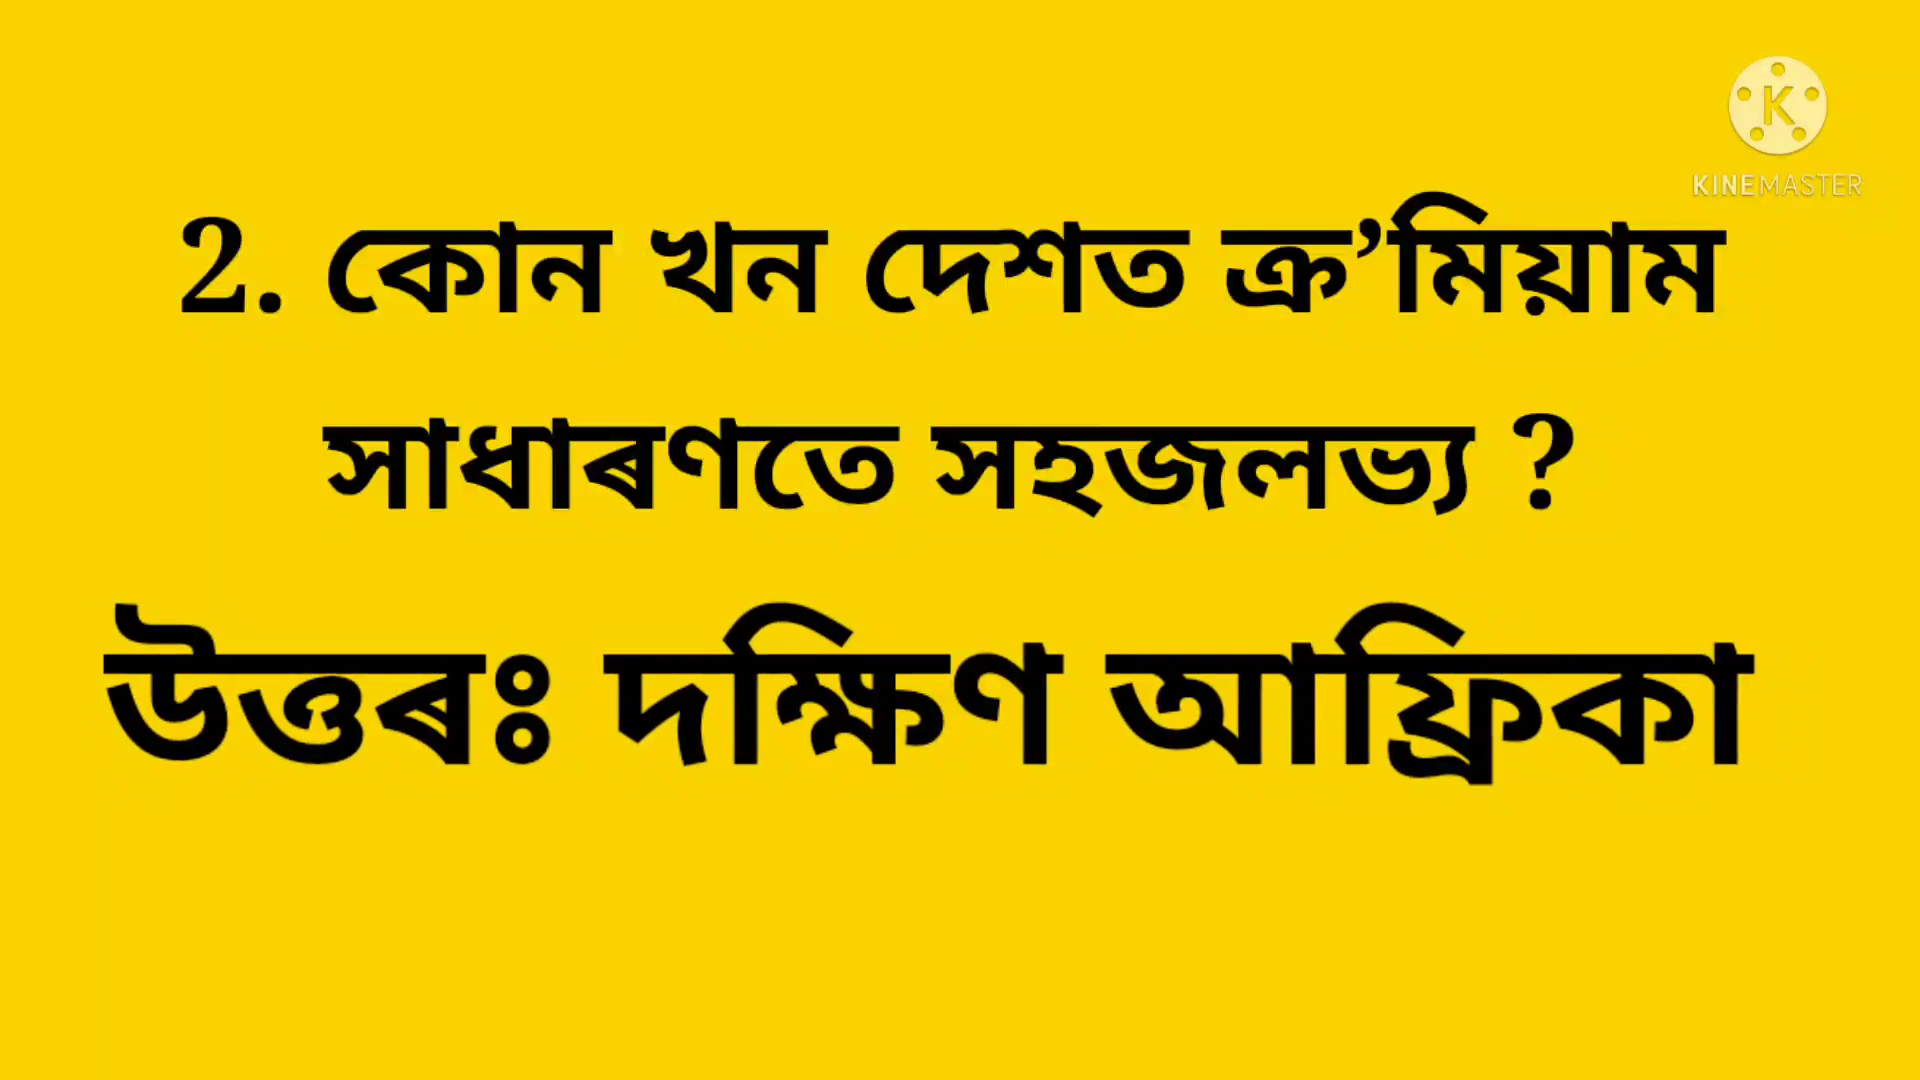 KINEMASTER
2. কোন খন দেশত ক্ৰ’মিয়াম
সাধাৰণতে সহজলভ্য ?
উত্তৰঃ দক্ষিণ আফ্ৰিকা